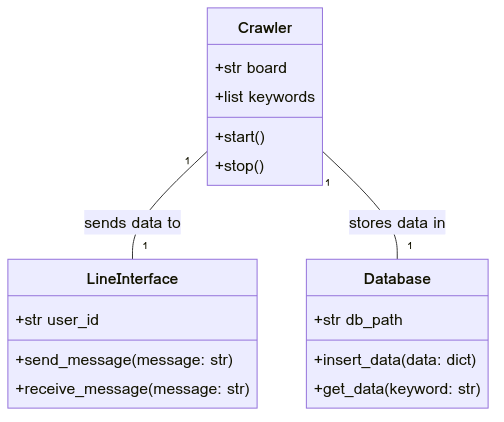 Crawler
+str board
+list keywords
+start()
+stop()
1
1
sends data to
stores data in
1
1
LineInterface
+str user_id
+send_message(message: str)
+receive_message(message: str)
Database
+str db_path
+insert_data(data: dict)
+get_data(keyword: str)